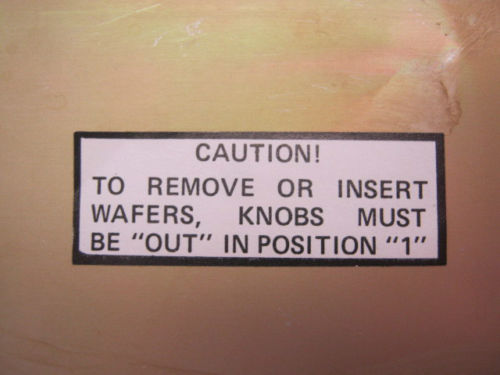 CAUTION!
TO REMOVE OR INSERT
WAFERS, KNOBS MUST
BE "OUT" IN POSITION "1"